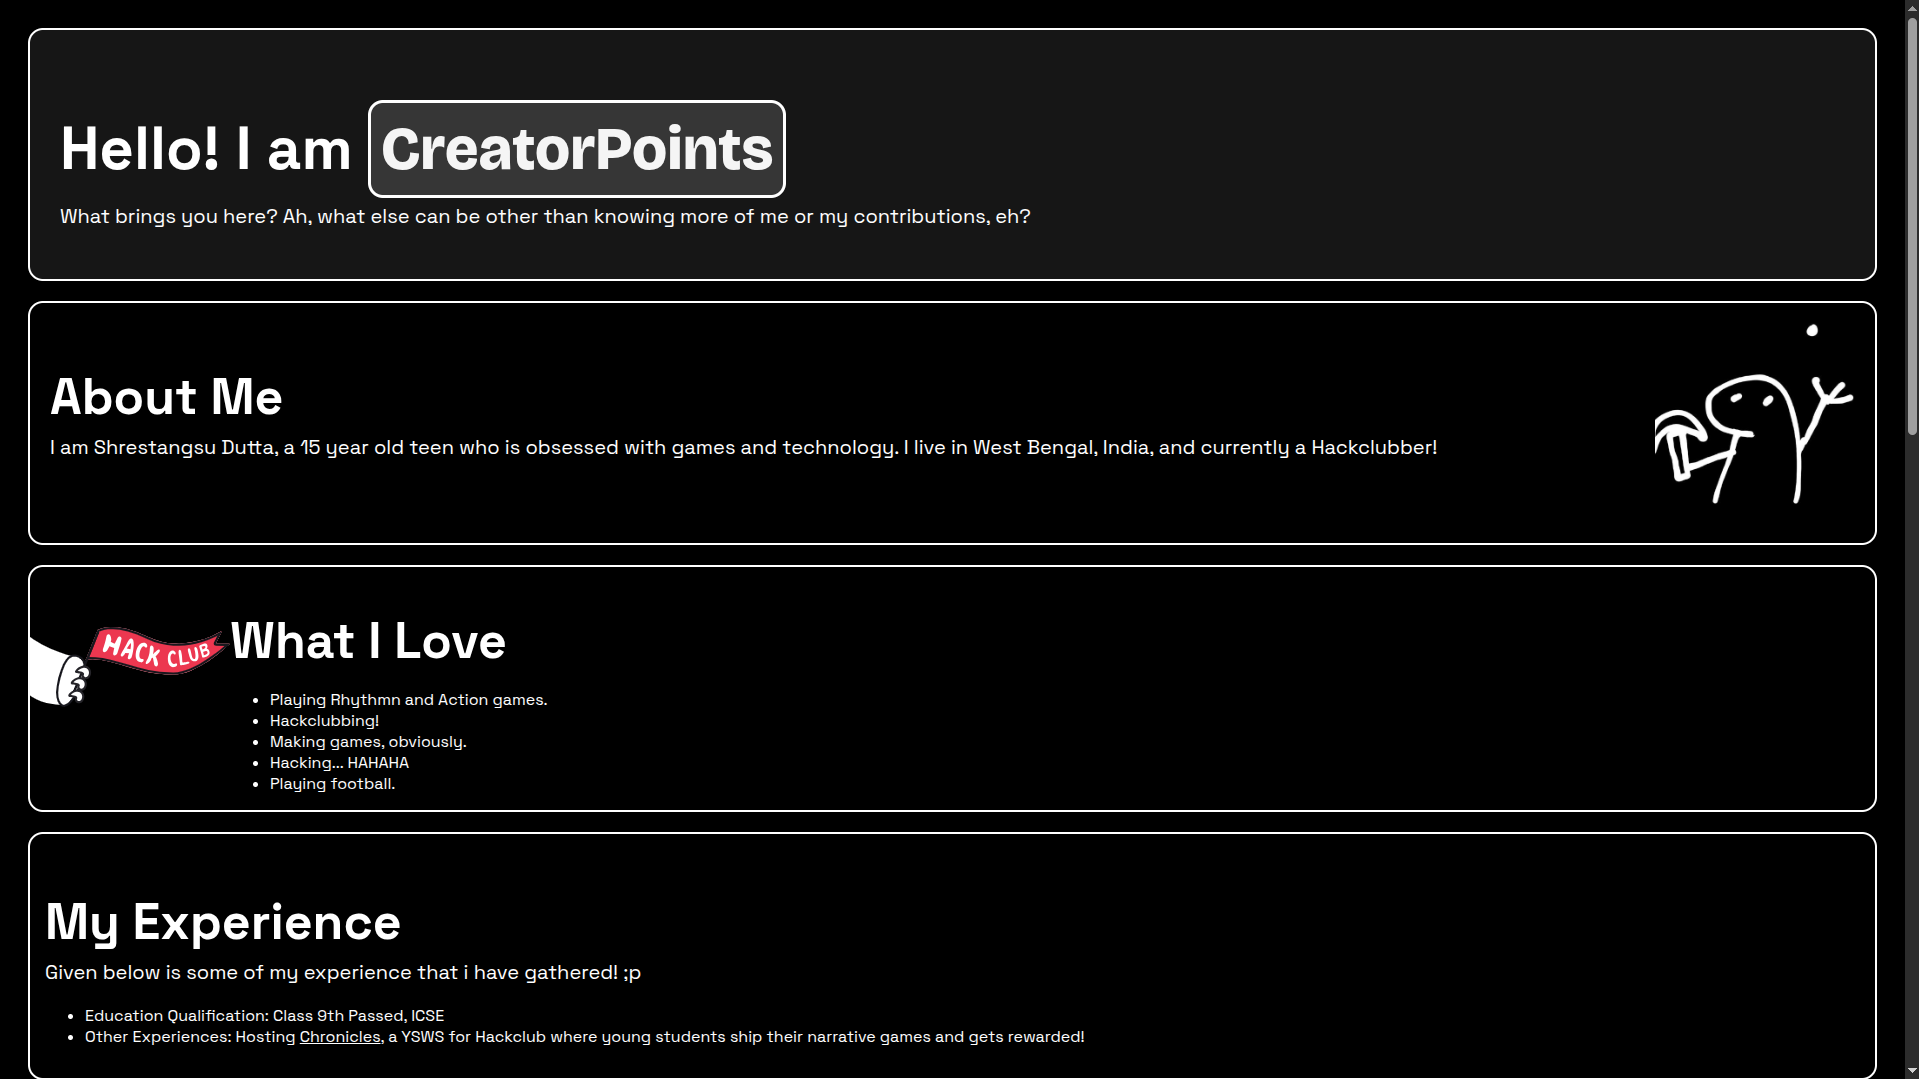 Hello! I am CreatorPoints
What brings you here? Ah, what else can be other than knowing more of me or my contributions, eh?
About Me
I am Shrestangsu Dutta, a 15 year old teen who is obsessed with games and technology. I live in West Bengal, India, and currently a Hackclubber!
HACK CLUB
What I Love
• Playing Rhythmn and Action games.
• Hackclubbing!
• Making games, obviously.
• Hacking... HAHAHA
• Playing football.
My Experience
Given below is some of my experience that i have gathered! ;p
• Education Qualification: Class 9th Passed, ICSE
• Other Experiences: Hosting Chronicles, a YSWS for Hackclub where young students ship their narrative games and gets rewarded!